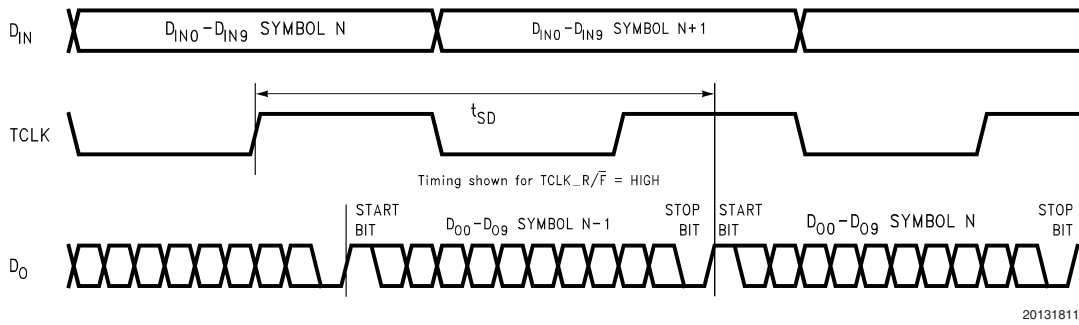 D_IN
D_IN0-D_IN9 SYMBOL N
D_IN0-D_IN9 SYMBOL N+1
t_SD
TCLK
Timing shown for TCLK_R/F̅ = HIGH
START BIT
D_O0-D_O9 SYMBOL N-1
STOP BIT
START BIT
D_O0-D_O9 SYMBOL N
STOP BIT
D_O
20131811